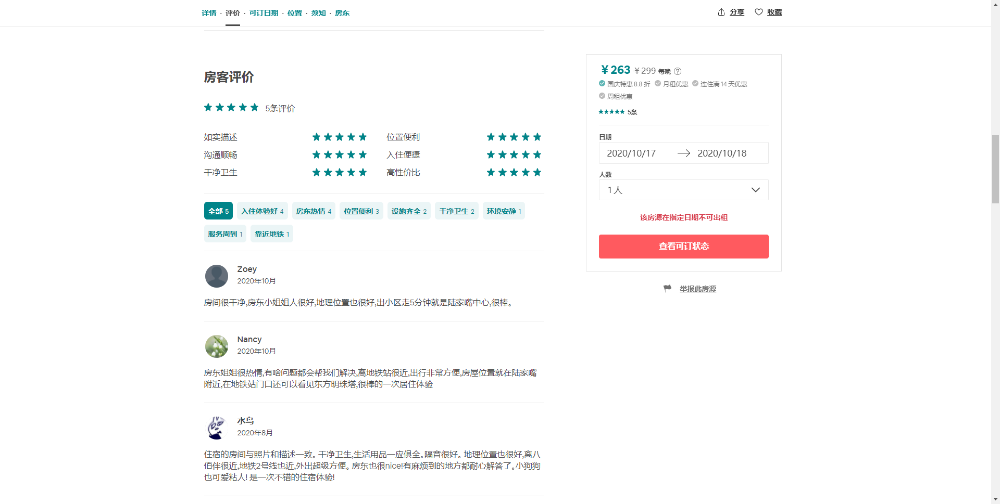 详情 · 评价 · 可订日期 · 位置 · 须知 · 房东
分享 收藏
房客评价
5条评价
如实描述 位置便利
沟通顺畅 入住便捷
干净卫生 高性价比
全部 5 入住体验好 4 房东热情 4 位置便利 3 设施齐全 2 干净卫生 2 环境安静 1
服务周到 1 靠近地铁 1
Zoey
2020年10月
房间很干净,房东小姐姐人很好,地理位置也很好,出小区走5分钟就是陆家嘴中心,很棒。
Nancy
2020年10月
房东姐姐很热情,有啥问题都会帮我们解决,离地铁站很近,出行非常方便,房屋位置就在陆家嘴
附近,在地铁站门口还可以看见东方明珠塔,很棒的一次居住体验
水鸟
2020年8月
住宿的房间与照片和描述一致。干净卫生,生活用品一应俱全。隔音很好。地理位置也很好,离八
佰伴很近,地铁2号线也近,外出超级方便。房东也很nice!有麻烦到的地方都耐心解答了。小狗狗
也可爱粘人! 是一次不错的住宿体验!
¥263 ¥299 每晚 ?
国庆特惠 8.8 折 月租优惠 连住满 14 天优惠
周租优惠
5条
日期
2020/10/17 → 2020/10/18
人数
1人
该房源在指定日期不可出租
查看可订状态
举报此房源